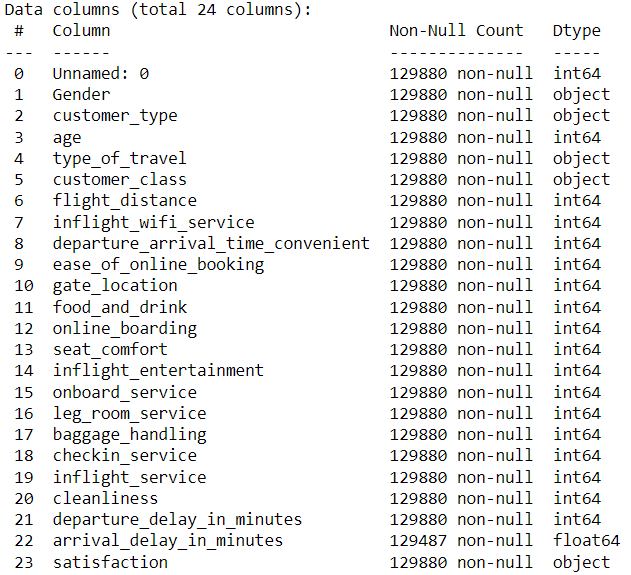 Data columns (total 24 columns):
 #   Column                             Non-Null Count   Dtype
---  ------                             --------------   -----
 0   Unnamed: 0                         129880 non-null  int64
 1   Gender                             129880 non-null  object
 2   customer_type                      129880 non-null  object
 3   age                                129880 non-null  int64
 4   type_of_travel                     129880 non-null  object
 5   customer_class                     129880 non-null  object
 6   flight_distance                    129880 non-null  int64
 7   inflight_wifi_service              129880 non-null  int64
 8   departure_arrival_time_convenient  129880 non-null  int64
 9   ease_of_online_booking             129880 non-null  int64
 10  gate_location                      129880 non-null  int64
 11  food_and_drink                     129880 non-null  int64
 12  online_boarding                    129880 non-null  int64
 13  seat_comfort                       129880 non-null  int64
 14  inflight_entertainment             129880 non-null  int64
 15  onboard_service                    129880 non-null  int64
 16  leg_room_service                   129880 non-null  int64
 17  baggage_handling                   129880 non-null  int64
 18  checkin_service                    129880 non-null  int64
 19  inflight_service                   129880 non-null  int64
 20  cleanliness                        129880 non-null  int64
 21  departure_delay_in_minutes         129880 non-null  int64
 22  arrival_delay_in_minutes           129487 non-null  float64
 23  satisfaction                       129880 non-null  object